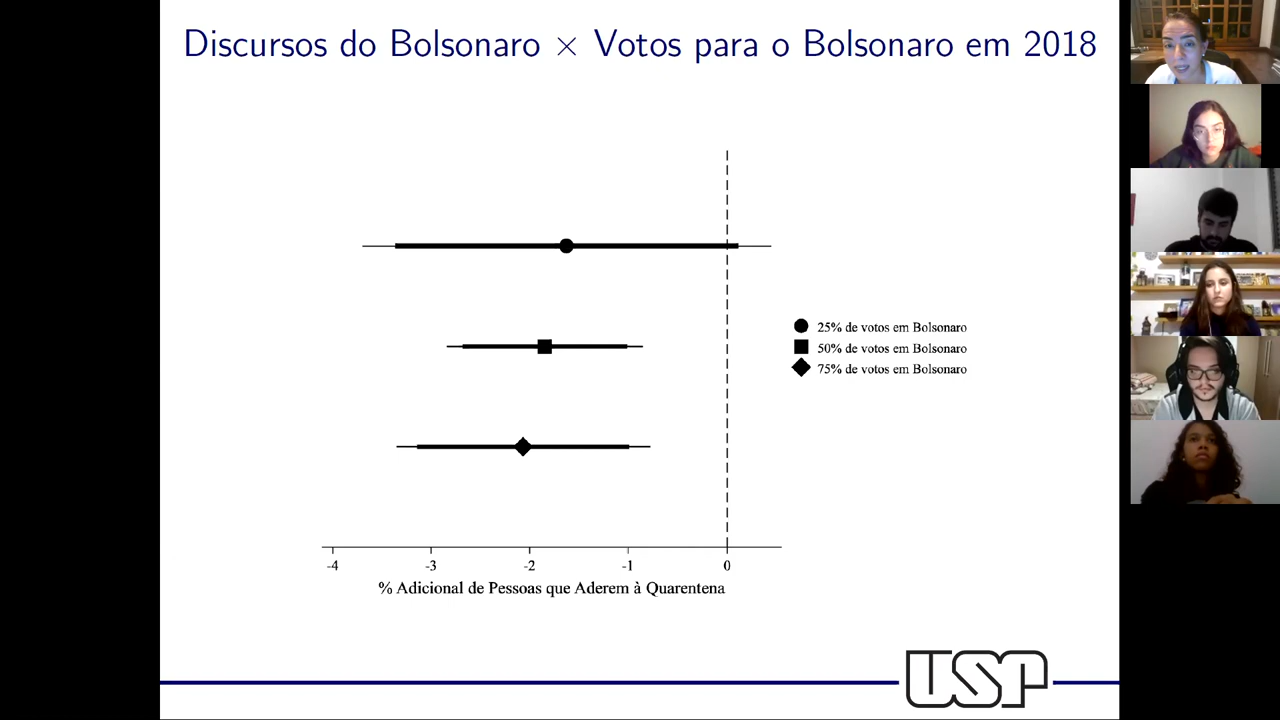 Discursos do Bolsonaro × Votos para o Bolsonaro em 2018
25% de votos em Bolsonaro
50% de votos em Bolsonaro
75% de votos em Bolsonaro
-4 -3 -2 -1 0
% Adicional de Pessoas que Aderem à Quarentena
USP